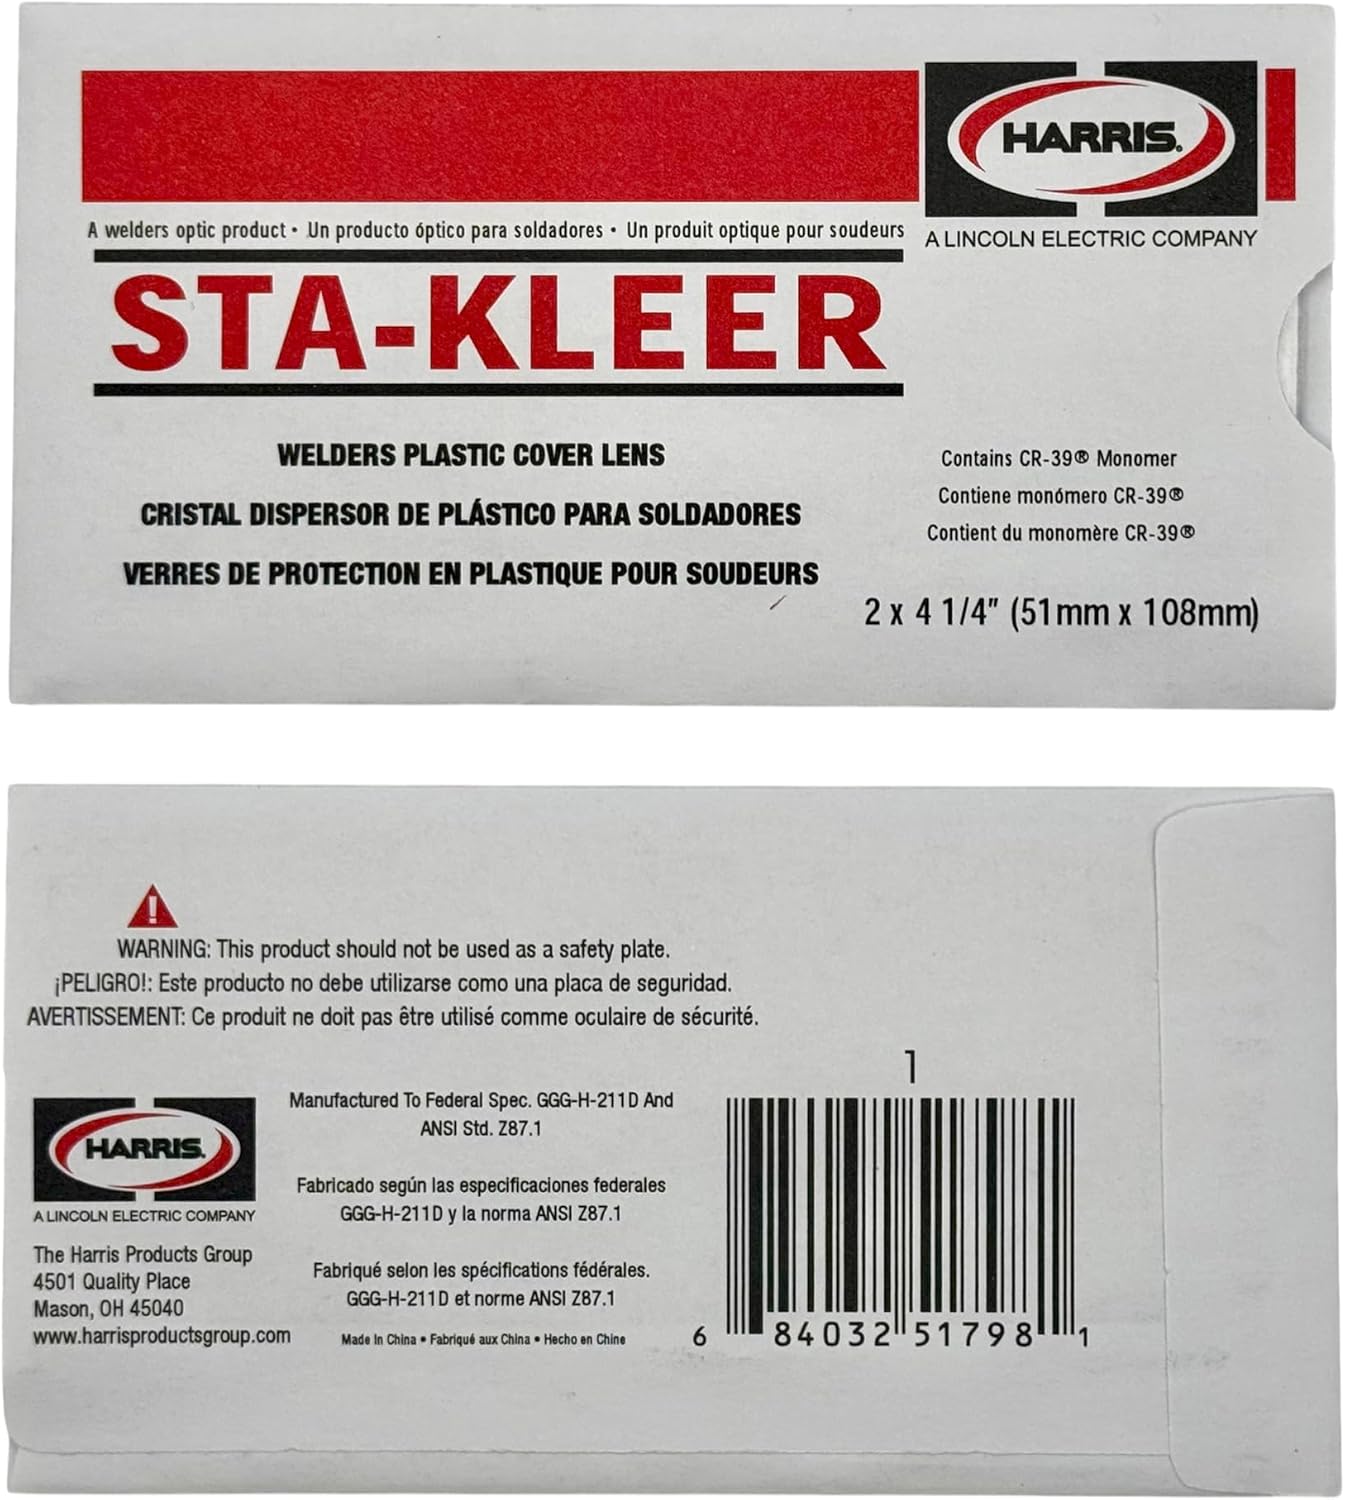 HARRIS.
A welders optic product • Un producto óptico para soldadores • Un produit optique pour soudeurs
A LINCOLN ELECTRIC COMPANY
STA-KLEER
WELDERS PLASTIC COVER LENS
CRISTAL DISPERSOR DE PLÁSTICO PARA SOLDADORES
VERRES DE PROTECTION EN PLASTIQUE POUR SOUDEURS
Contains CR-39® Monomer
Contiene monómero CR-39®
Contient du monomère CR-39®
2 x 4 1/4" (51mm x 108mm)
!
WARNING: This product should not be used as a safety plate.
¡PELIGRO!: Este producto no debe utilizarse como una placa de seguridad.
AVERTISSEMENT: Ce produit ne doit pas être utilisé comme oculaire de sécurité.
HARRIS.
A LINCOLN ELECTRIC COMPANY
The Harris Products Group
4501 Quality Place
Mason, OH 45040
www.harrisproductsgroup.com
Manufactured To Federal Spec. GGG-H-211D And
ANSI Std. Z87.1
Fabricado según las especificaciones federales
GGG-H-211D y la norma ANSI Z87.1
Fabriqué selon les spécifications fédérales.
GGG-H-211D et norme ANSI Z87.1
Made In China • Fabriqué aux China • Hecho en Chine
1
6 84032 51798 1